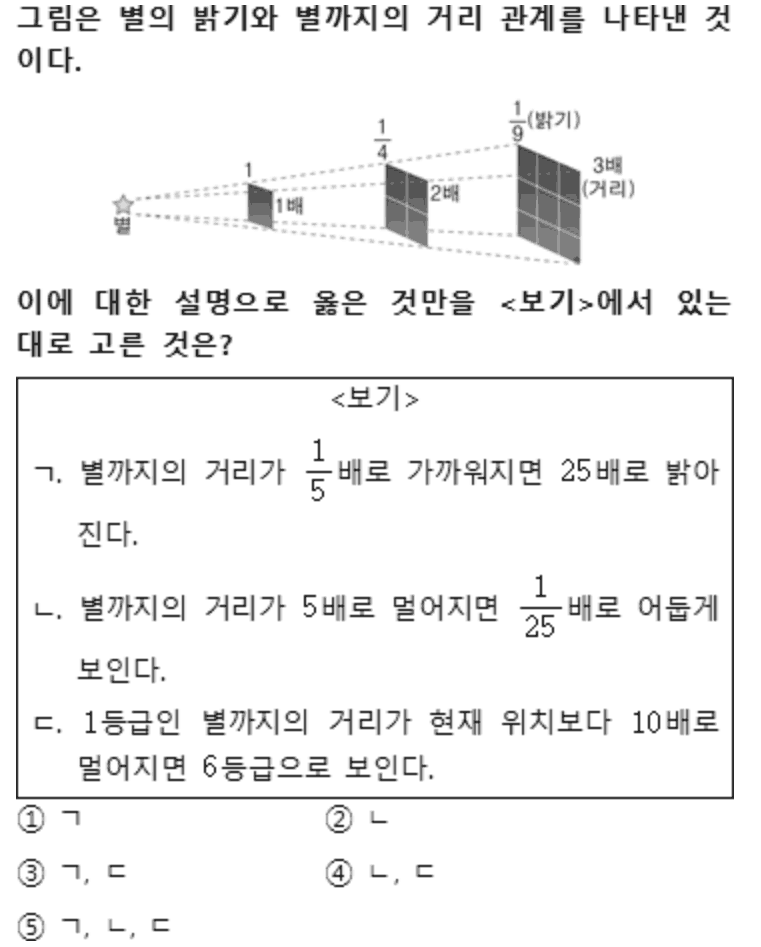 그림은 별의 밝기와 별까지의 거리 관계를 나타낸 것
이다.
1/9(밝기)
1/4
3배
(거리)
1
2배
1배
별
이에 대한 설명으로 옳은 것만을 <보기>에서 있는
대로 고른 것은?
<보기>
ㄱ. 별까지의 거리가 1/5배로 가까워지면 25배로 밝아
진다.
ㄴ. 별까지의 거리가 5배로 멀어지면 1/25배로 어둡게
보인다.
ㄷ. 1등급인 별까지의 거리가 현재 위치보다 10배로
멀어지면 6등급으로 보인다.
① ㄱ ② ㄴ
③ ㄱ, ㄷ ④ ㄴ, ㄷ
⑤ ㄱ, ㄴ, ㄷ